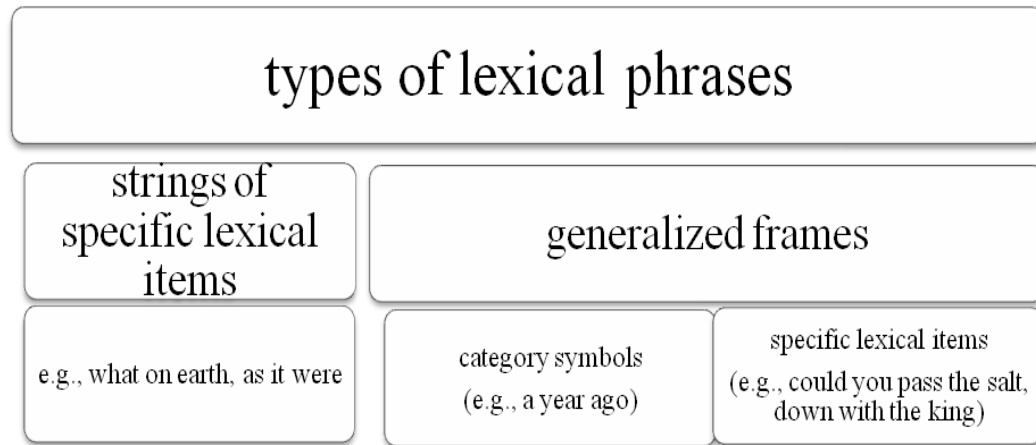 types of lexical phrases
strings of
specific lexical
items
generalized frames
e.g., what on earth, as it were
category symbols
(e.g., a year ago)
specific lexical items
(e.g., could you pass the salt,
down with the king)